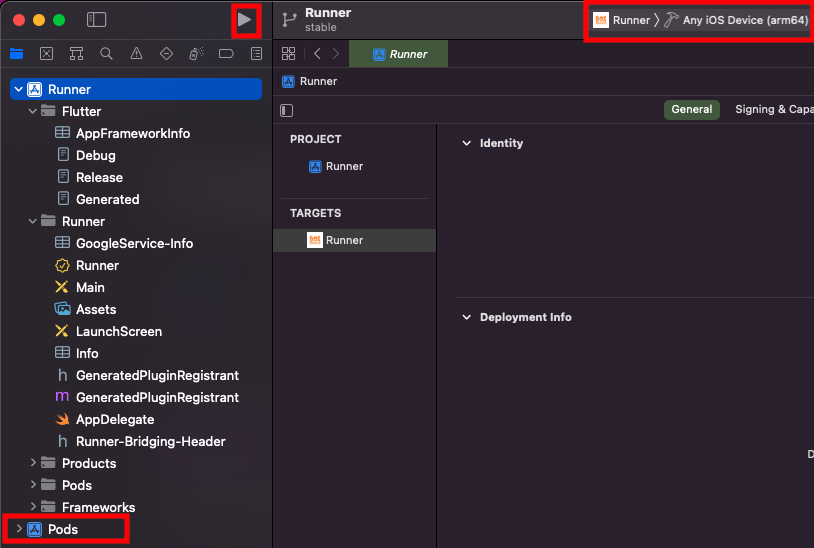 Runner
stable
Runner 〉 Any iOS Device (arm64)
Runner
Runner
General
Signing & Capa
Runner
Flutter
AppFrameworkInfo
Debug
Release
Generated
Runner
GoogleService-Info
Runner
Main
Assets
LaunchScreen
Info
h GeneratedPluginRegistrant
m GeneratedPluginRegistrant
AppDelegate
h Runner-Bridging-Header
Products
Pods
Frameworks
Pods
PROJECT
Runner
TARGETS
Runner
Identity
Deployment Info
D